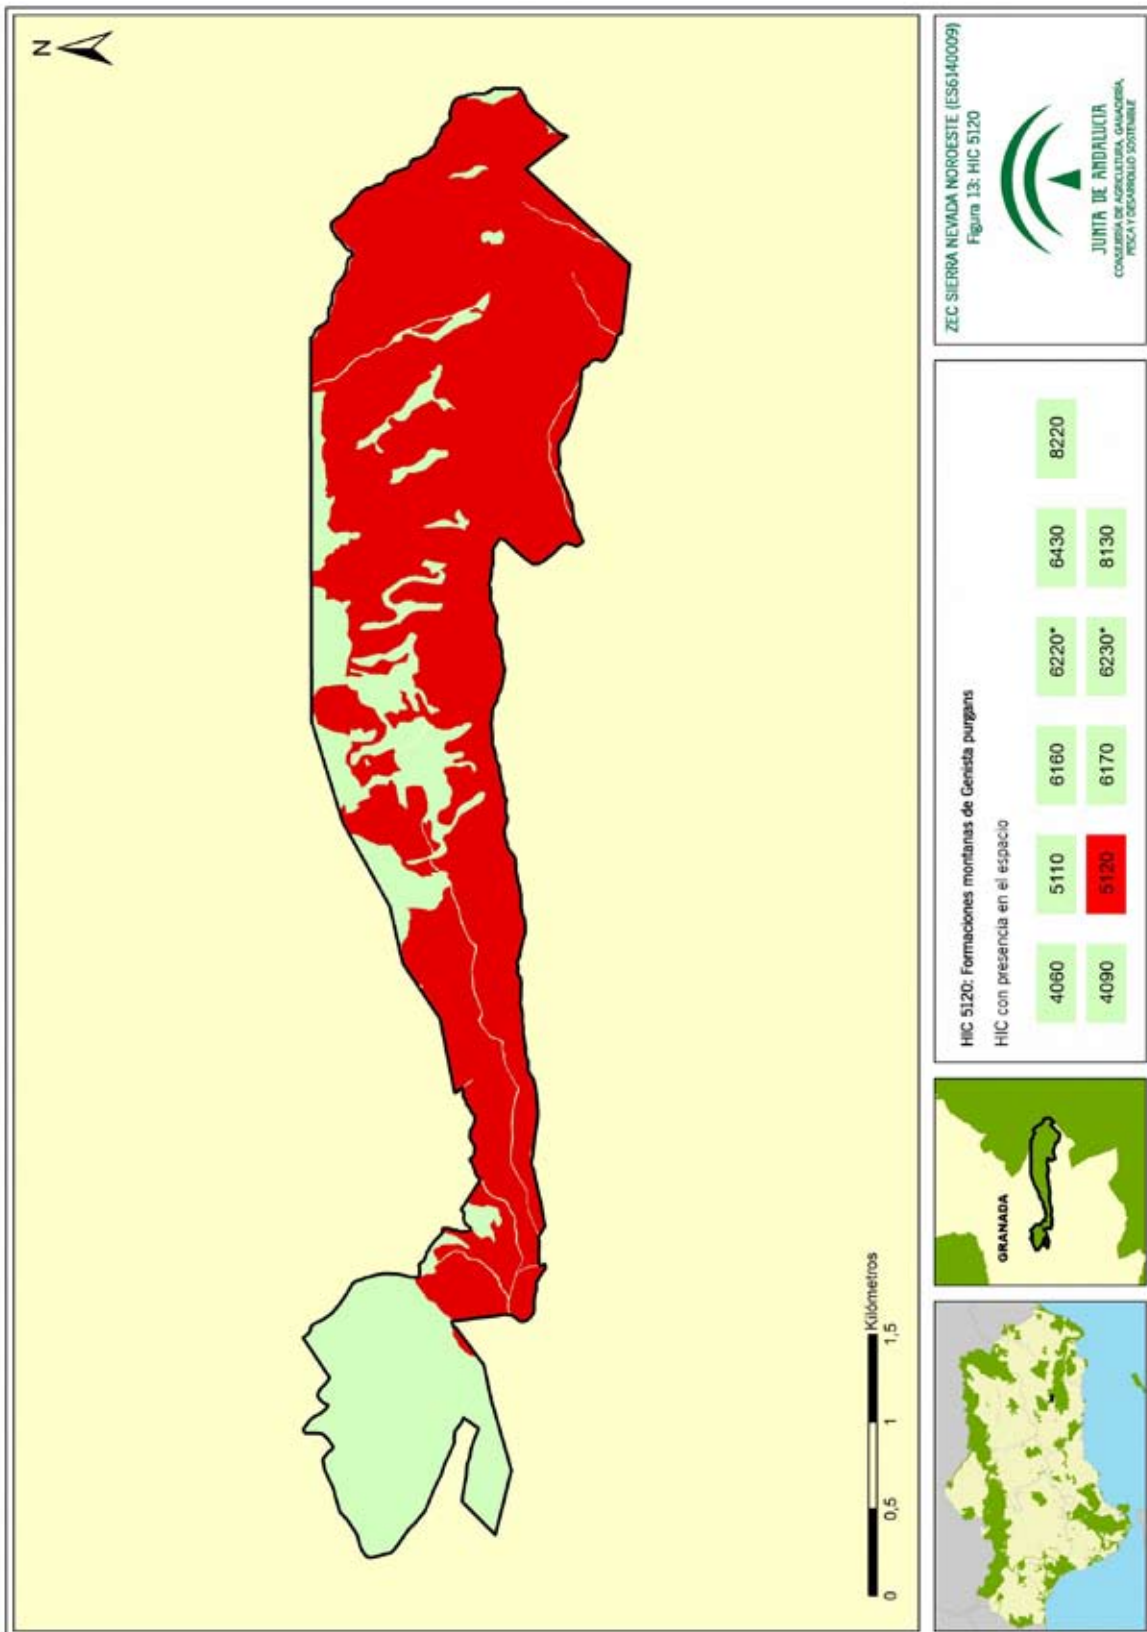 N
0
0,5
1
1,5
Kilómetros
GRANADA
HIC 5120: Formaciones montanas de Genista purgans
HIC con presencia en el espacio
4060
5110
6160
6220*
6430
8220
4090
5120
6170
6230*
8130
ZEC SIERRA NEVADA NOROESTE (ES6140009)
Figura 13: HIC 5120
JUNTA DE ANDALUCIA
CONSEJERÍA DE AGRICULTURA, GANADERÍA,
PESCA Y DESARROLLO SOSTENIBLE